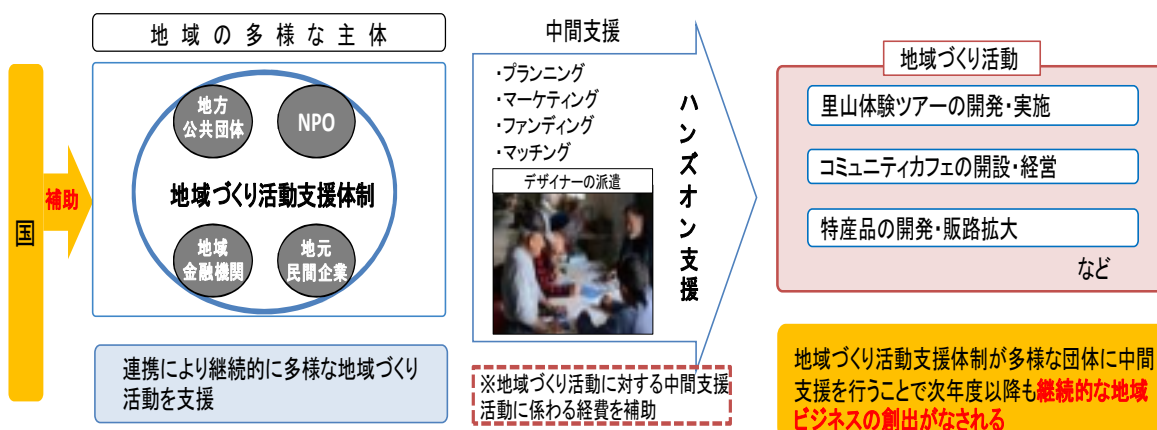 国
補助
地域の多様な主体
地方
公共団体
NPO
地域づくり活動支援体制
地域
金融機関
地元
民間企業
連携により継続的に多様な地域づくり
活動を支援
中間支援
・プランニング
・マーケティング
・ファンディング
・マッチング
デザイナーの派遣
ハンズオン支援
※地域づくり活動に対する中間支援
活動に係わる経費を補助
地域づくり活動
里山体験ツアーの開発・実施
コミュニティカフェの開設・経営
特産品の開発・販路拡大
など
地域づくり活動支援体制が多様な団体に中間
支援を行うことで次年度以降も継続的な地域
ビジネスの創出がなされる